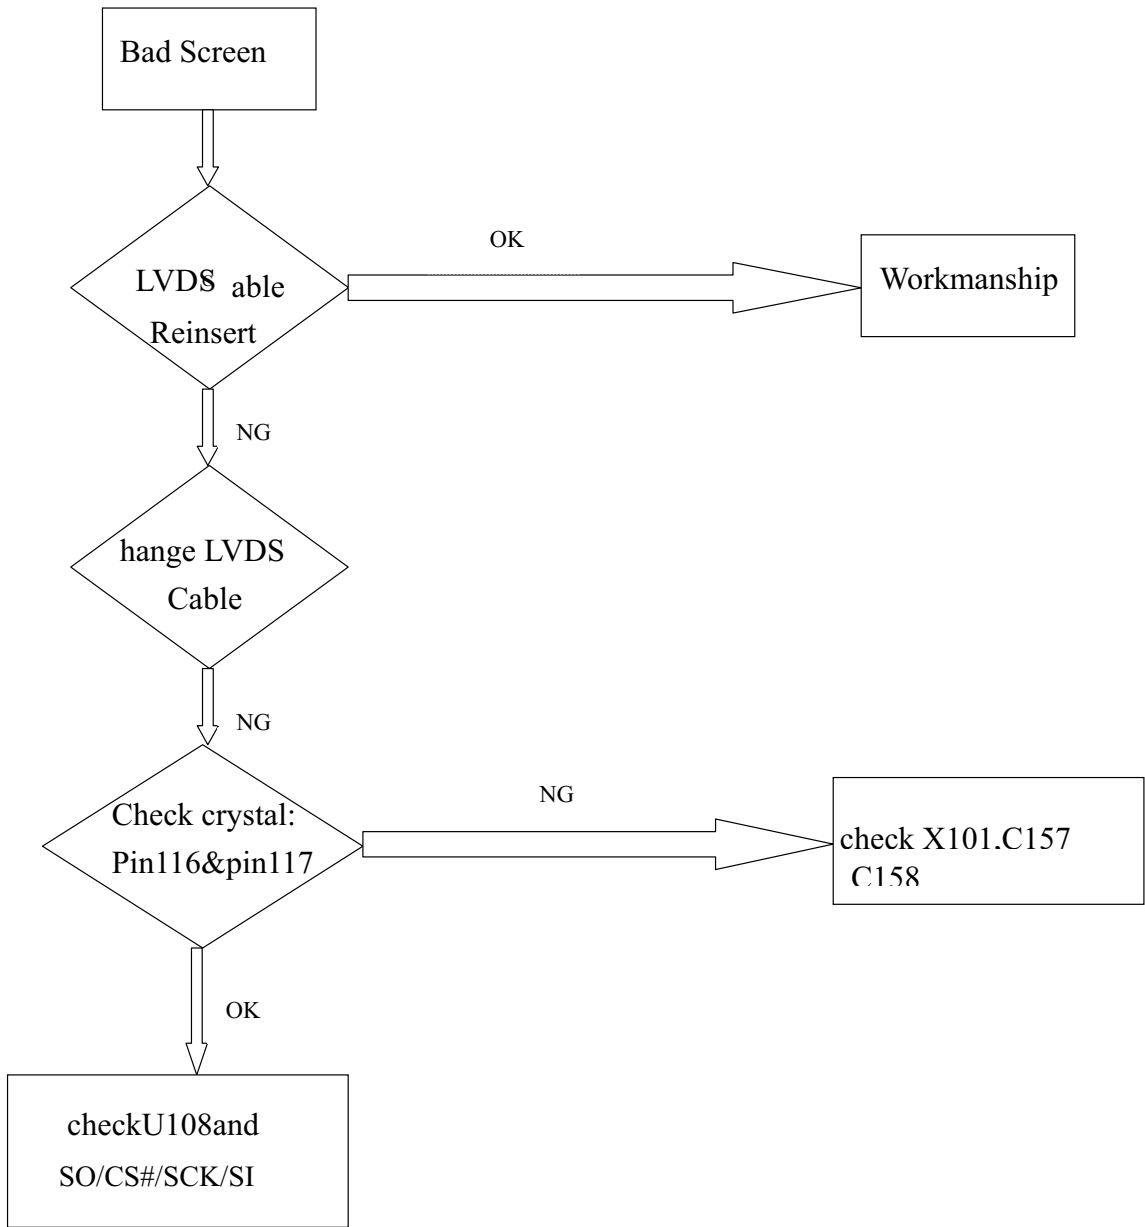 Bad Screen
OK
LVDS able
Reinsert
Workmanship
NG
hange LVDS
Cable
NG
Check crystal:
Pin116&pin117
NG
check X101,C157
C158
OK
checkU108and
SO/CS#/SCK/SI